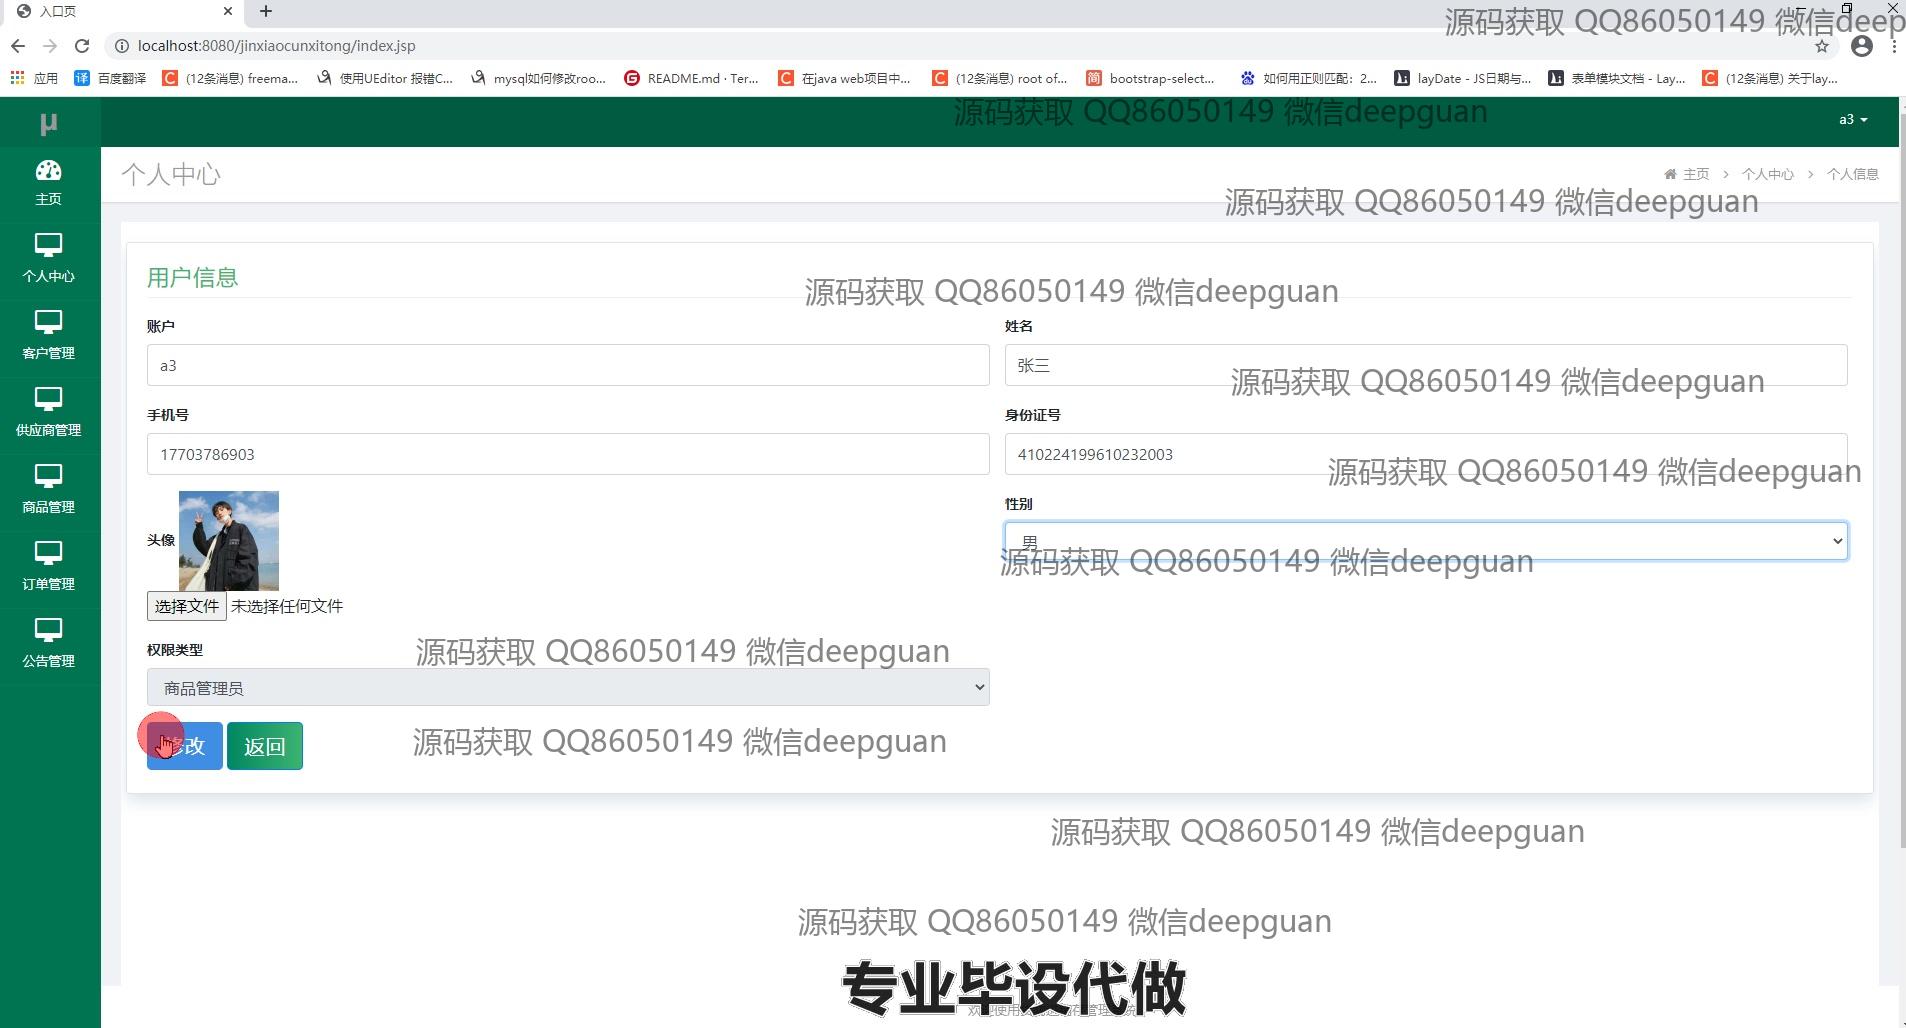 入口页
源码获取 QQ86050149 微信deep
localhost:8080/jinxiaocunxitong/index.jsp
应用 百度翻译 (12条消息) freema... 使用UEditor 报错C... mysql如何修改roo... README.md · Ter... 在java web项目中... (12条消息) root of... bootstrap-select... 如何用正则匹配：2... layDate - JS日期与... 表单模块文档 - Lay... (12条消息) 关于lay...
源码获取 QQ86050149 微信deepguan
μ
a3
主页
个人中心
客户管理
供应商管理
商品管理
订单管理
公告管理
个人中心
主页 > 个人中心 > 个人信息
源码获取 QQ86050149 微信deepguan
用户信息
源码获取 QQ86050149 微信deepguan
账户
a3
姓名
张三
源码获取 QQ86050149 微信deepguan
手机号
17703786903
身份证号
410224199610232003
源码获取 QQ86050149 微信deepguan
头像
选择文件 未选择任何文件
性别
男
源码获取 QQ86050149 微信deepguan
权限类型
源码获取 QQ86050149 微信deepguan
商品管理员
修改 返回
源码获取 QQ86050149 微信deepguan
源码获取 QQ86050149 微信deepguan
源码获取 QQ86050149 微信deepguan
专业毕设代做